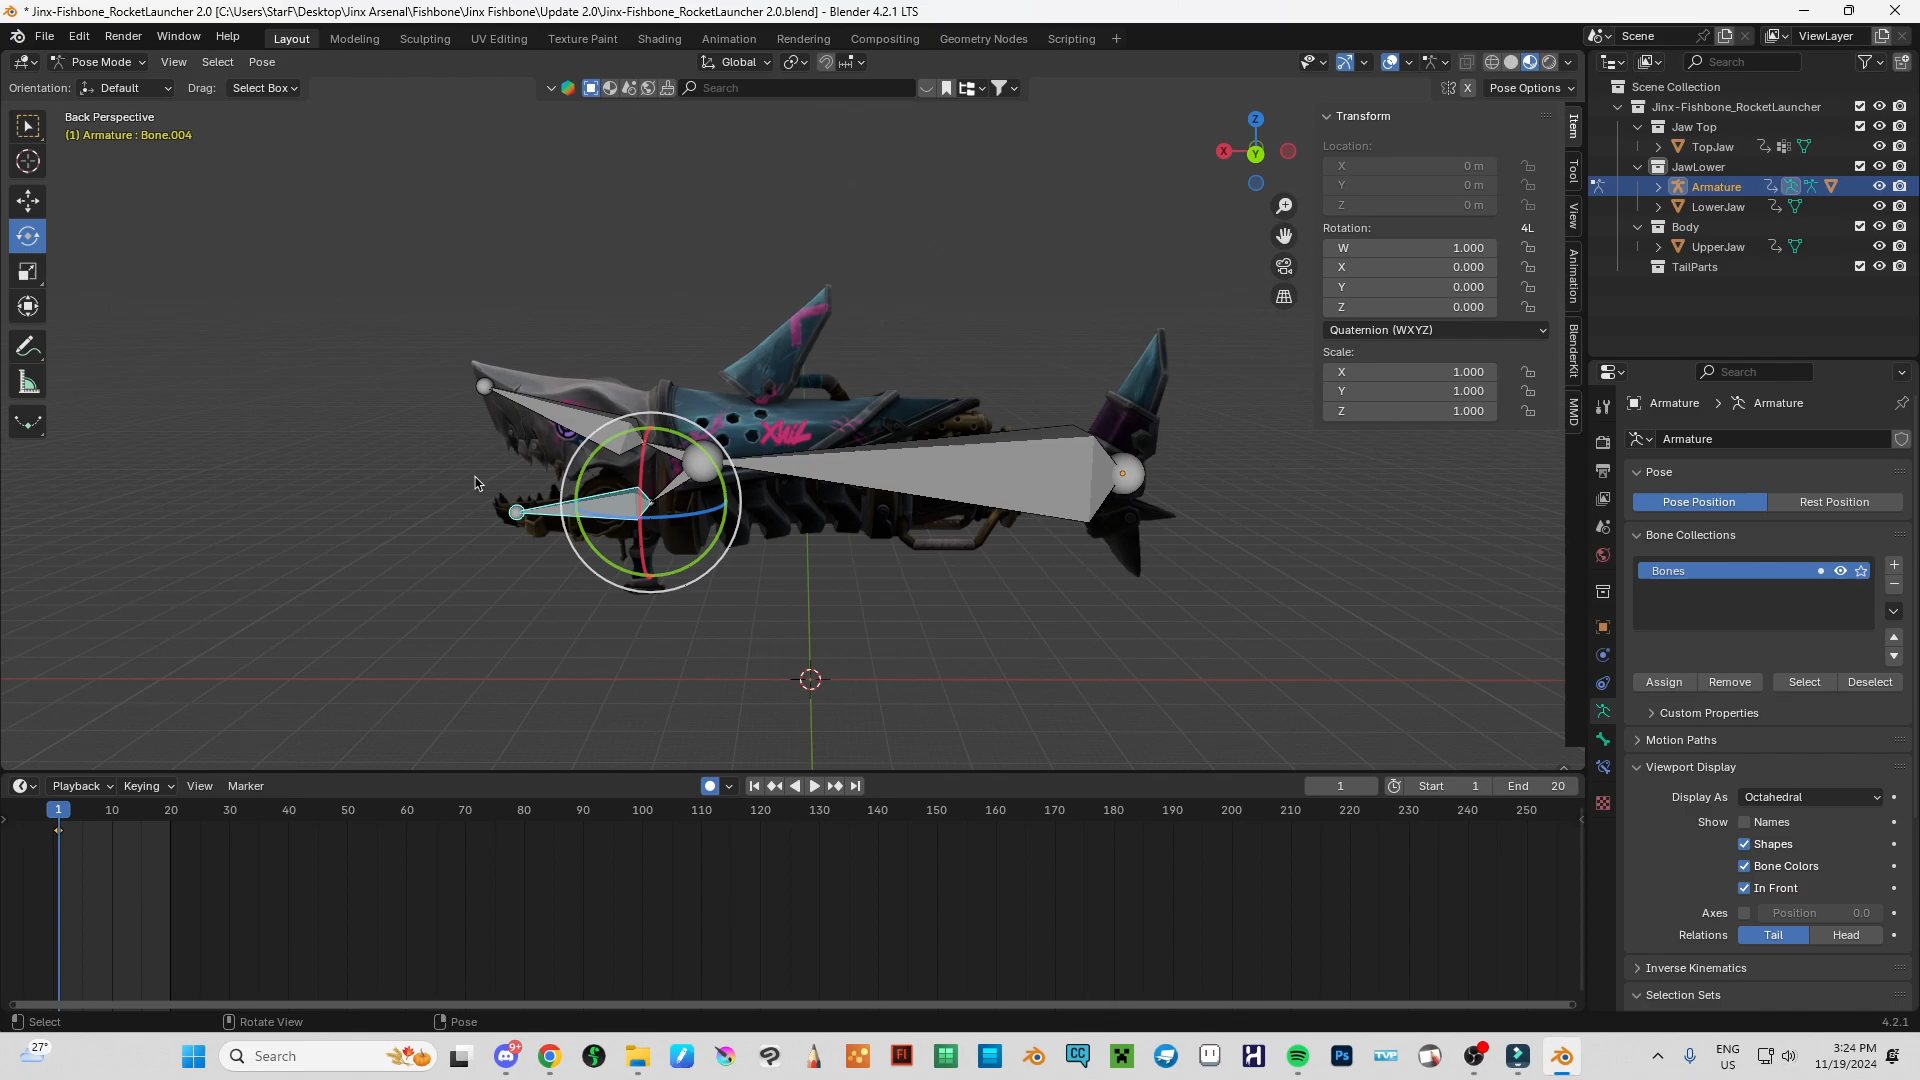 * Jinx-Fishbone_RocketLauncher 2.0 [C:\Users\StarF\Desktop\Jinx Arsenal\Fishbone\Jinx Fishbone\Update 2.0\Jinx-Fishbone_RocketLauncher 2.0.blend] - Blender 4.2.1 LTS
File Edit Render Window Help Layout Modeling Sculpting UV Editing Texture Paint Shading Animation Rendering Compositing Geometry Nodes Scripting + Scene ViewLayer
Pose Mode View Select Pose Global Search
Orientation: Default Drag: Select Box Search X Pose Options
Back Perspective
(1) Armature : Bone.004
Z
X Y
Transform
Location:
X 0 m
Y 0 m
Z 0 m
Rotation: 4L
W 1.000
X 0.000
Y 0.000
Z 0.000
Quaternion (WXYZ)
Scale:
X 1.000
Y 1.000
Z 1.000
Item
Tool
View
Animation
BlenderKit
MMD
Scene Collection
Jinx-Fishbone_RocketLauncher
Jaw Top
TopJaw
JawLower
Armature
LowerJaw
Body
UpperJaw
TailParts
Search
Armature > Armature
Armature
Pose
Pose Position Rest Position
Bone Collections
Bones
Assign Remove Select Deselect
Custom Properties
Motion Paths
Viewport Display
Display As Octahedral
Show Names
Shapes
Bone Colors
In Front
Axes Position 0.0
Relations Tail Head
Inverse Kinematics
Selection Sets
Playback Keying View Marker 1 Start 1 End 20
1 10 20 30 40 50 60 70 80 90 100 110 120 130 140 150 160 170 180 190 200 210 220 230 240 250
Select Rotate View Pose 4.2.1
27° Search 9+ Fl CC H Ps TVP ENG US 3:24 PM 11/19/2024